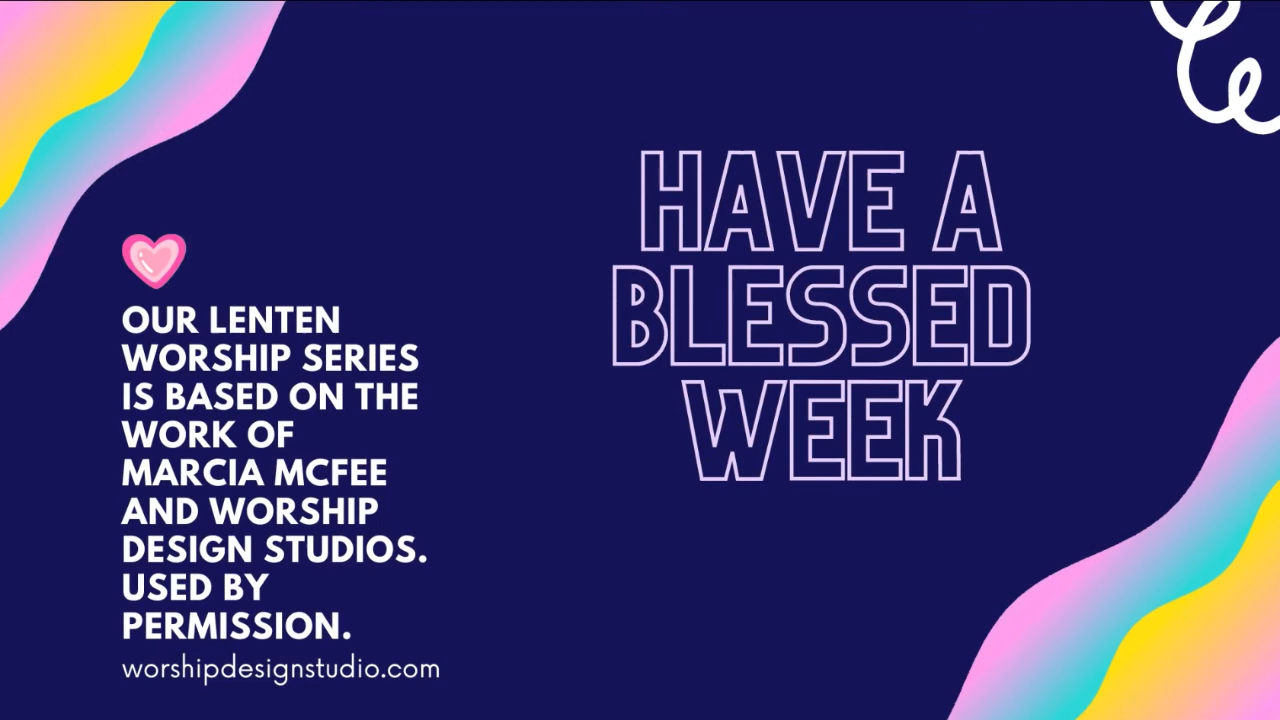 OUR LENTEN
WORSHIP SERIES
IS BASED ON THE
WORK OF
MARCIA MCFEE
AND WORSHIP
DESIGN STUDIOS.
USED BY
PERMISSION.
worshipdesignstudio.com
HAVE A
BLESSED
WEEK